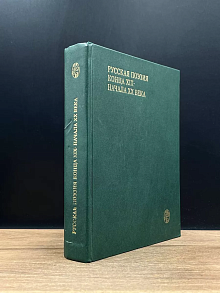 РУССКАЯ ПОЭЗИЯ
КОНЦА XIX-
НАЧАЛА XX ВЕКА
РУССКАЯ ПОЭЗИЯ КОНЦА XIX- НАЧАЛА XX ВЕКА